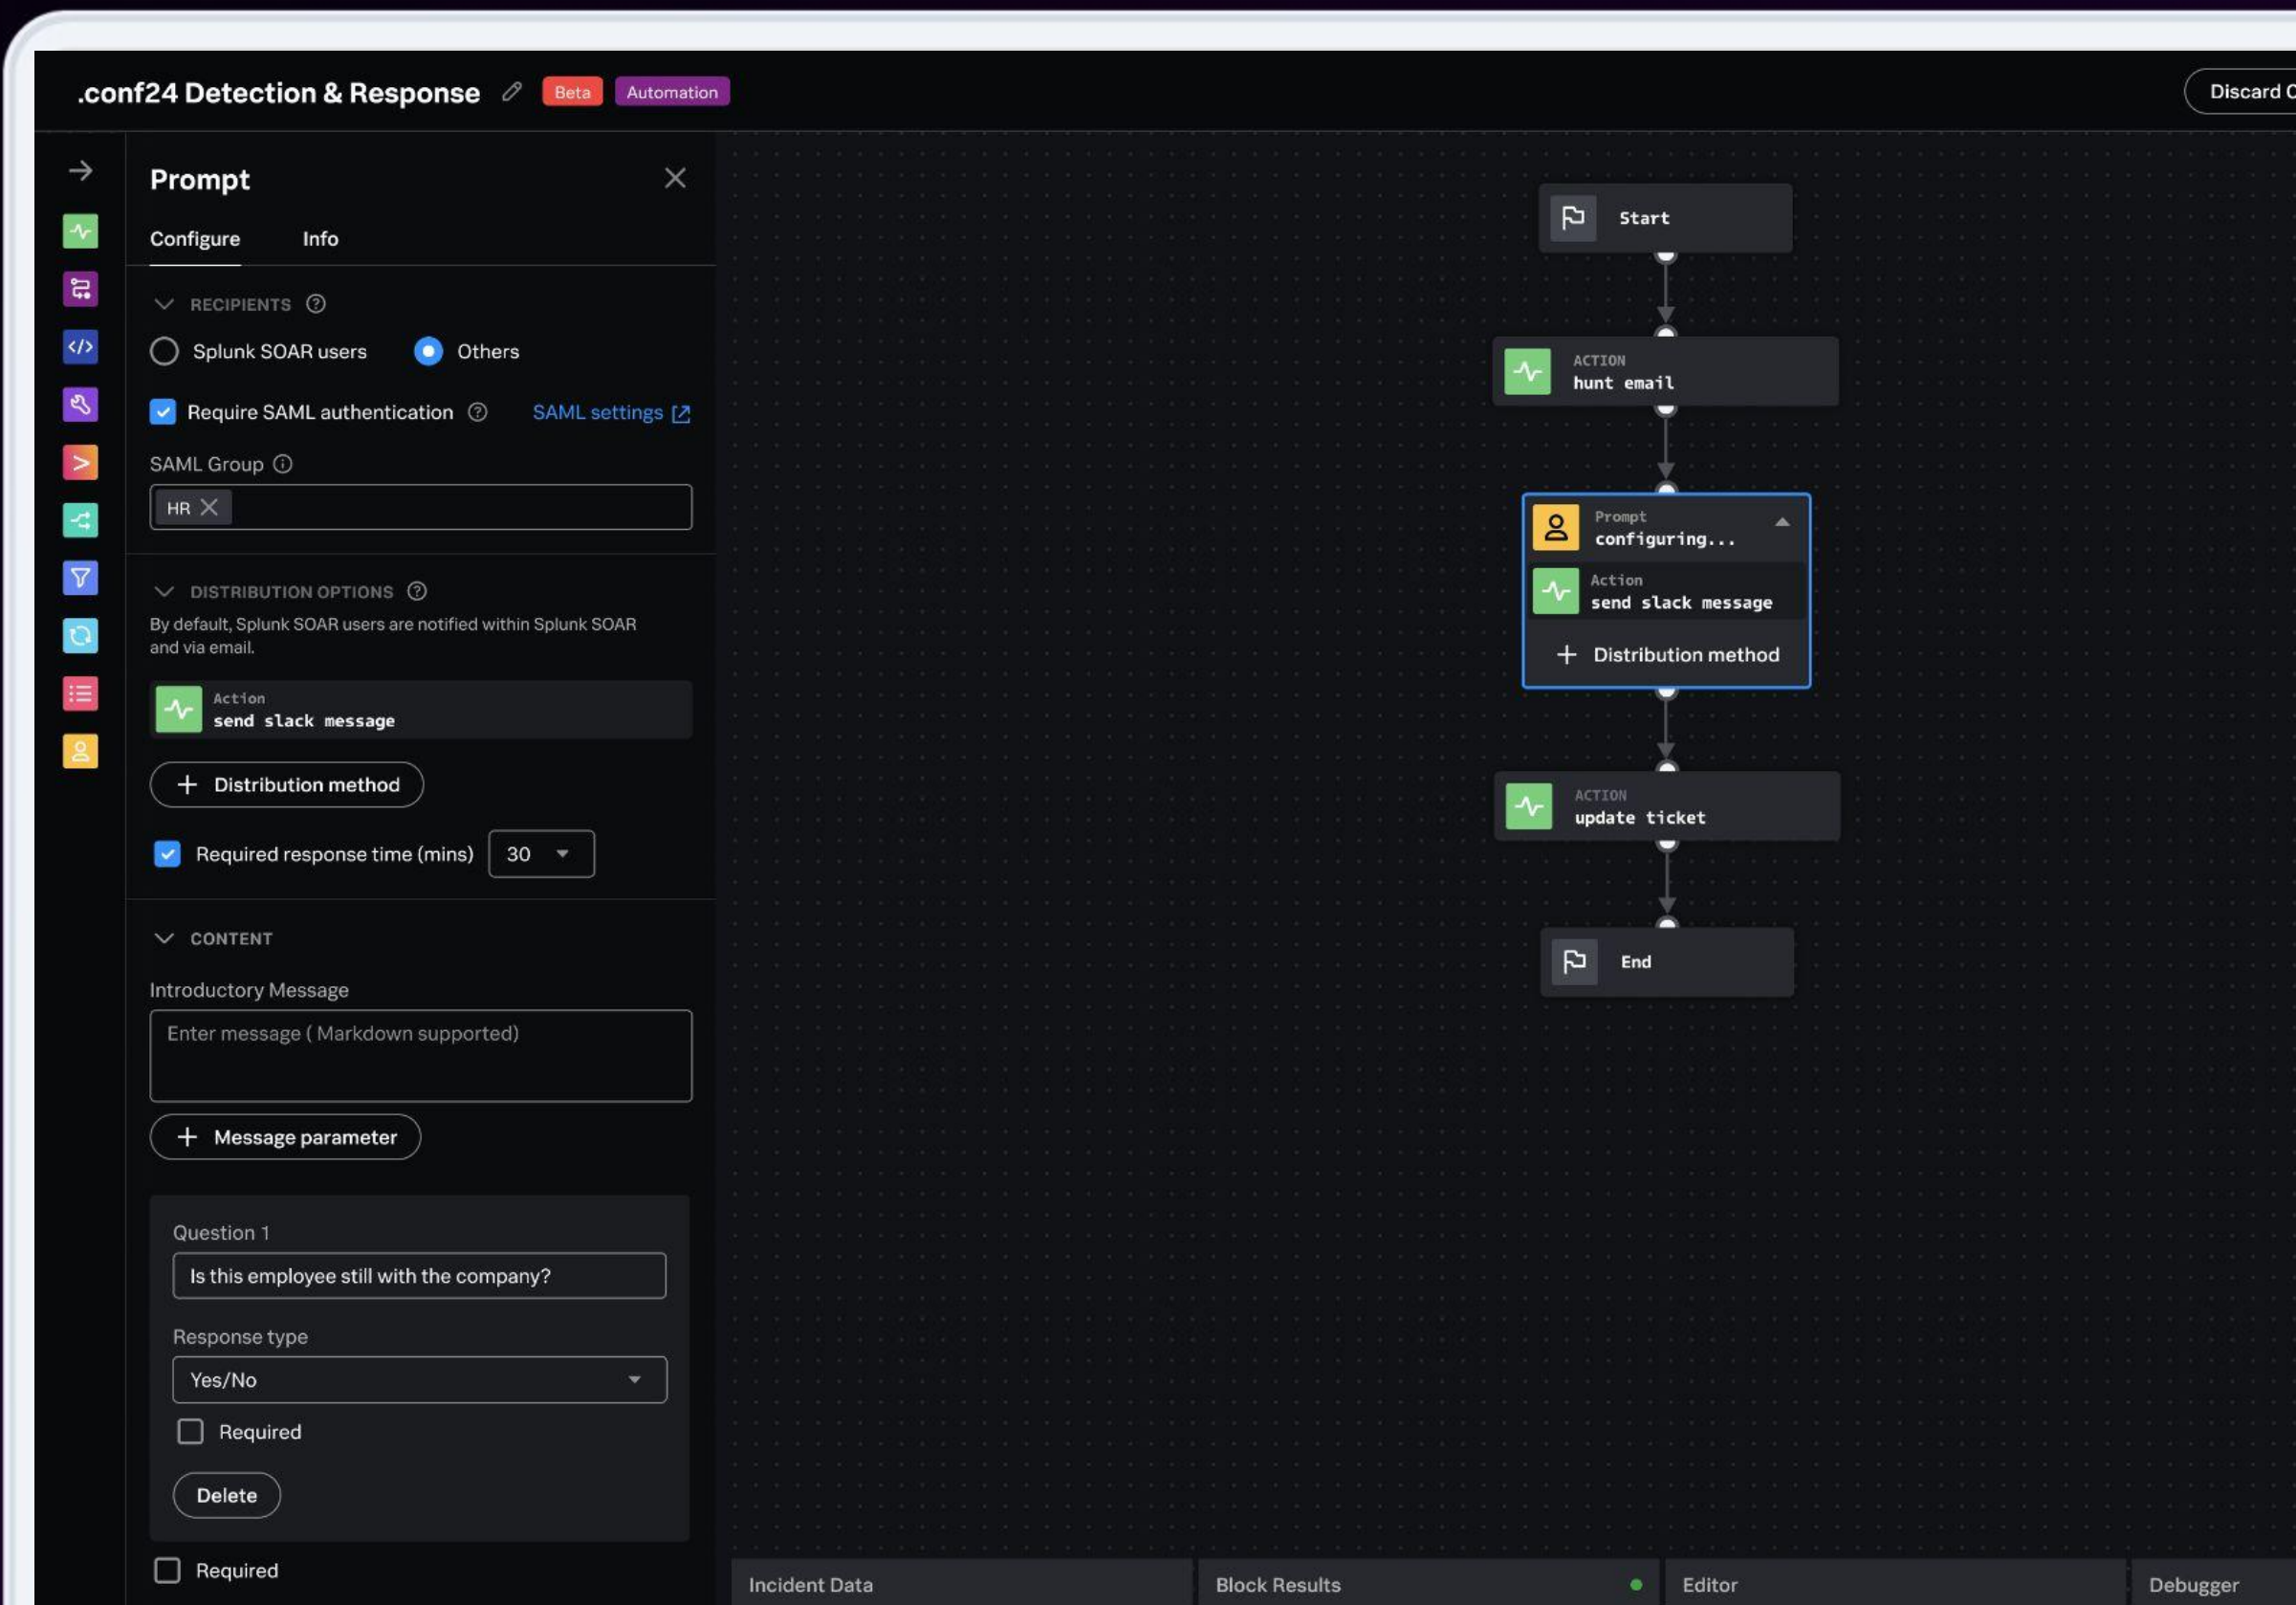 .conf24 Detection & Response
Beta
Automation
Discard C
Prompt
Configure
Info
RECIPIENTS
Splunk SOAR users
Others
Require SAML authentication
SAML settings
SAML Group
HR
DISTRIBUTION OPTIONS
By default, Splunk SOAR users are notified within Splunk SOAR
and via email.
Action
send slack message
+ Distribution method
Required response time (mins)
30
CONTENT
Introductory Message
Enter message ( Markdown supported)
+ Message parameter
Question 1
Is this employee still with the company?
Response type
Yes/No
Required
Delete
Required
Start
ACTION
hunt email
Prompt
configuring...
Action
send slack message
+ Distribution method
ACTION
update ticket
End
Incident Data
Block Results
Editor
Debugger